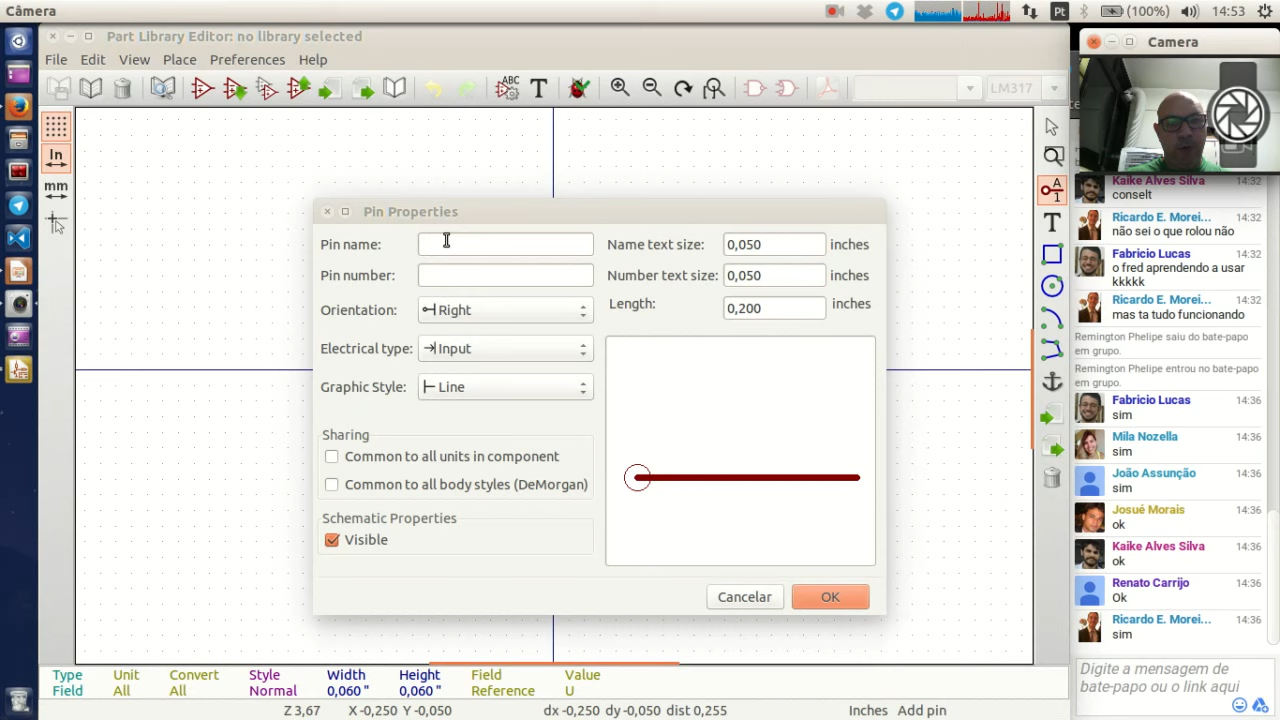 Câmera
Pt
(100%)
14:53
Part Library Editor: no library selected
File Edit View Place Preferences Help
ABC
T
LM317
In
mm
Camera
A
1
T
Pin Properties
Pin name:
Name text size: 0,050 inches
Pin number:
Number text size: 0,050 inches
Orientation: Right
Length: 0,200 inches
Electrical type: Input
Graphic Style: Line
Sharing
Common to all units in component
Common to all body styles (DeMorgan)
Schematic Properties
Visible
Cancelar
OK
Kaike Alves Silva 14:32
conselt
Ricardo E. Morei... 14:32
não sei o que rolou não
Fabricio Lucas 14:32
o fred aprendendo a usar
kkkkk
Ricardo E. Morei... 14:32
mas ta tudo funcionando
Remington Phelipe saiu do bate-papo
em grupo.
Remington Phelipe entrou no bate-papo
em grupo.
Fabricio Lucas 14:36
sim
Mila Nozella 14:36
sim
João Assunção 14:36
sim
Josué Morais 14:36
ok
Kaike Alves Silva 14:36
ok
Renato Carrijo 14:36
Ok
Ricardo E. Morei... 14:36
sim
Digite a mensagem de
bate-papo ou o link aqui
Type Unit Convert Style Width Height Field Value
Field All All Normal 0,060 " 0,060 " Reference U
Z 3,67 X -0,250 Y -0,050 dx -0,250 dy -0,050 dist 0,255 Inches Add pin